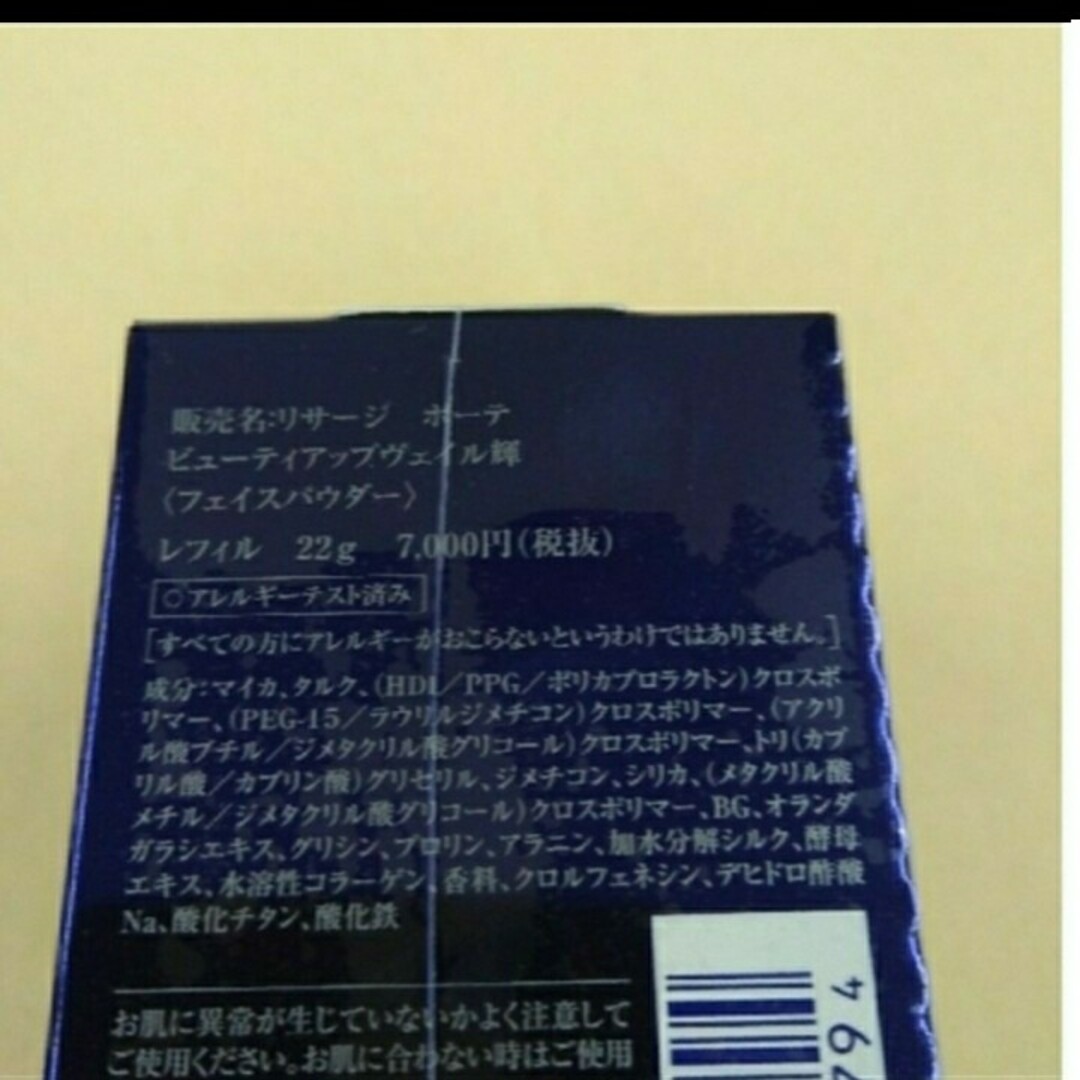 販売名:リサージ ボーテ
ビューティアップヴェイル輝
〈フェイスパウダー〉
レフィル 22g 7,000円(税抜)
○アレルギーテスト済み
[すべての方にアレルギーがおこらないというわけではありません。]
成分:マイカ、タルク、(HDI/PPG/ポリカプロラクトン)クロスポ
リマー、(PEG-15/ラウリルジメチコン)クロスポリマー、(アクリ
ル酸ブチル/ジメタクリル酸グリコール)クロスポリマー、トリ(カプ
リル酸/カプリン酸)グリセリル、ジメチコン、シリカ、(メタクリル酸
メチル/ジメタクリル酸グリコール)クロスポリマー、BG、オランダ
ガラシエキス、グリシン、プロリン、アラニン、加水分解シルク、酵母
エキス、水溶性コラーゲン、香料、クロルフェネシン、デヒドロ酢酸
Na、酸化チタン、酸化鉄
お肌に異常が生じていないかよく注意して
ご使用ください。お肌に合わない時はご使用
4 64